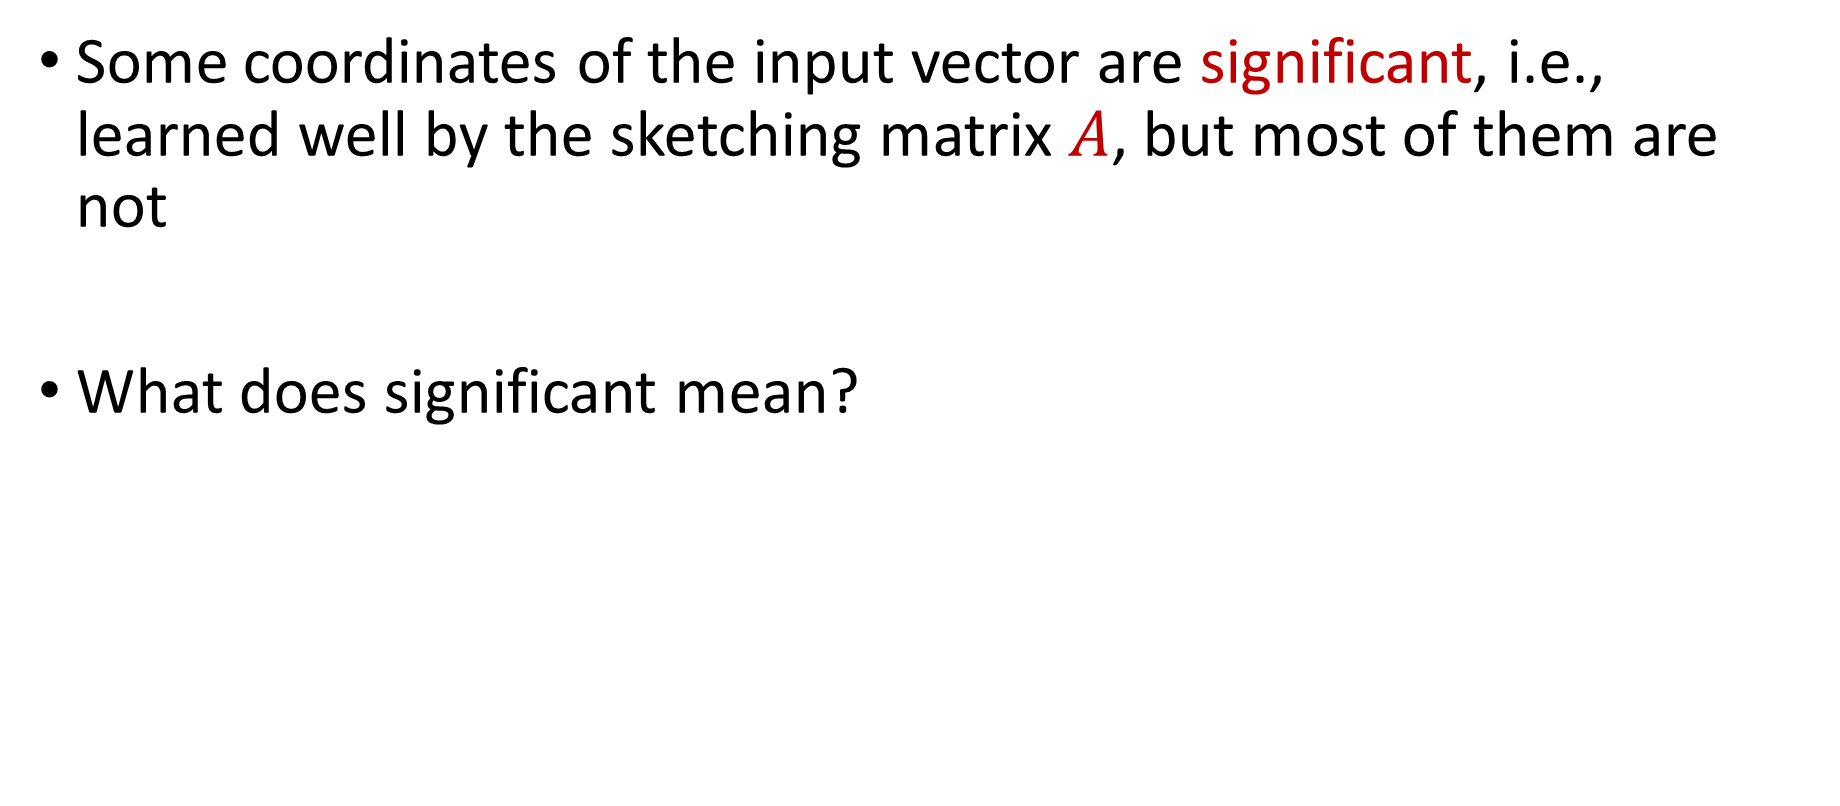 • Some coordinates of the input vector are significant, i.e.,
learned well by the sketching matrix A, but most of them are
not
• What does significant mean?